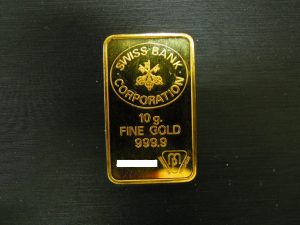 SWISS BANK
CORPORATION
10 g.
FINE GOLD
999.9